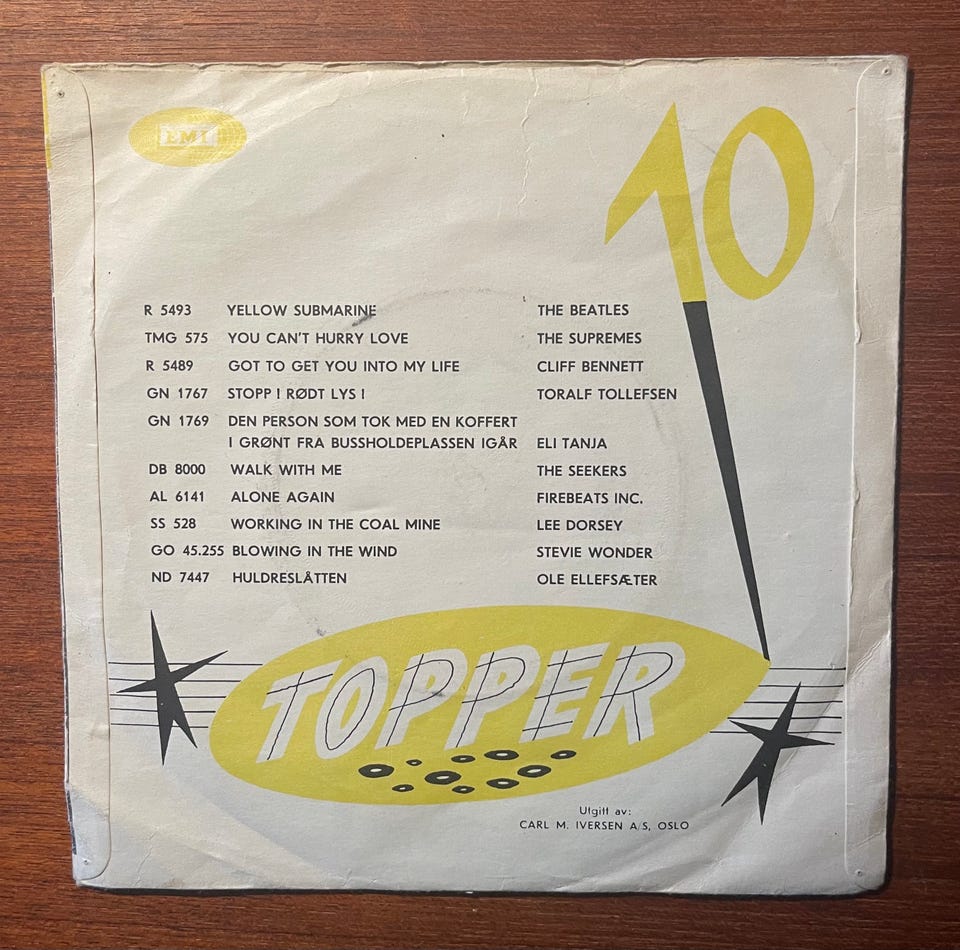 EMI
10
R 5493 YELLOW SUBMARINE THE BEATLES
TMG 575 YOU CAN'T HURRY LOVE THE SUPREMES
R 5489 GOT TO GET YOU INTO MY LIFE CLIFF BENNETT
GN 1767 STOPP ! RØDT LYS ! TORALF TOLLEFSEN
GN 1769 DEN PERSON SOM TOK MED EN KOFFERT
I GRØNT FRA BUSSHOLDEPLASSEN IGÅR ELI TANJA
DB 8000 WALK WITH ME THE SEEKERS
AL 6141 ALONE AGAIN FIREBEATS INC.
SS 528 WORKING IN THE COAL MINE LEE DORSEY
GO 45.255 BLOWING IN THE WIND STEVIE WONDER
ND 7447 HULDRESLÅTTEN OLE ELLEFSÆTER
TOPPER
Utgitt av:
CARL M. IVERSEN A/S, OSLO